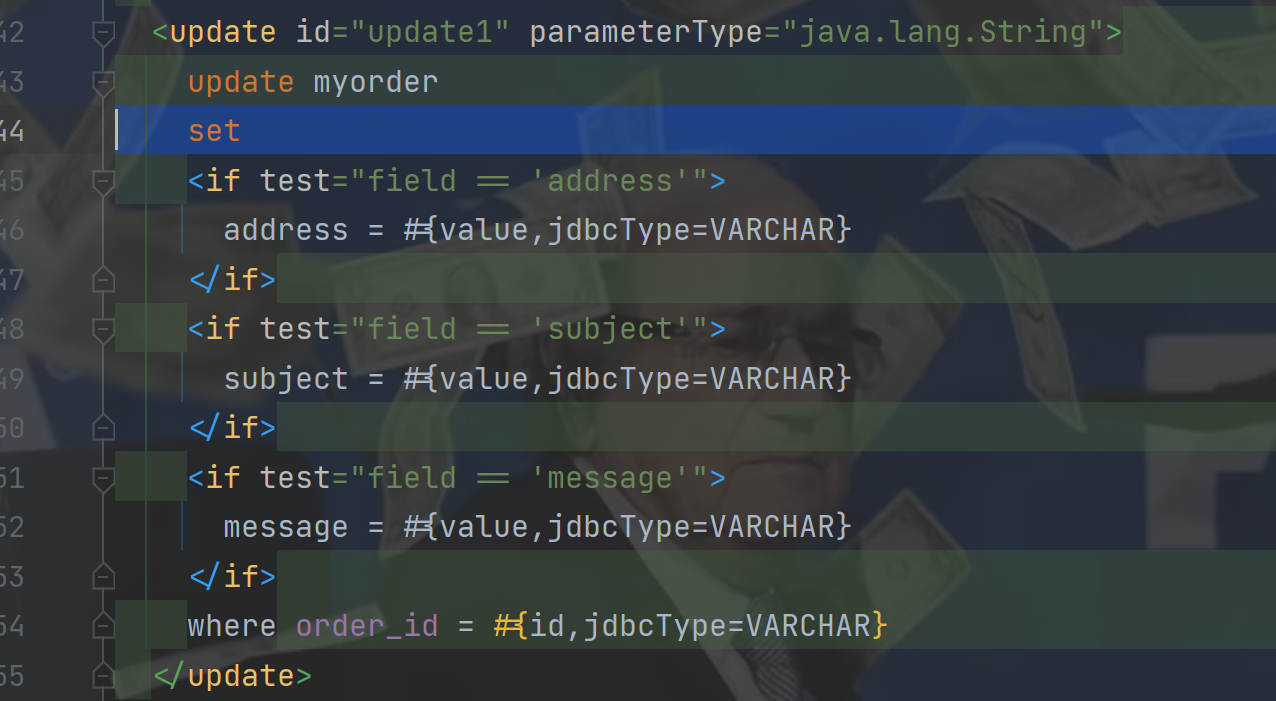 42 <update id="update1" parameterType="java.lang.String">
43 update myorder
44 set
45 <if test="field == 'address'">
46 address = #{value,jdbcType=VARCHAR}
47 </if>
48 <if test="field == 'subject'">
49 subject = #{value,jdbcType=VARCHAR}
50 </if>
51 <if test="field == 'message'">
52 message = #{value,jdbcType=VARCHAR}
53 </if>
54 where order_id = #{id,jdbcType=VARCHAR}
55 </update>